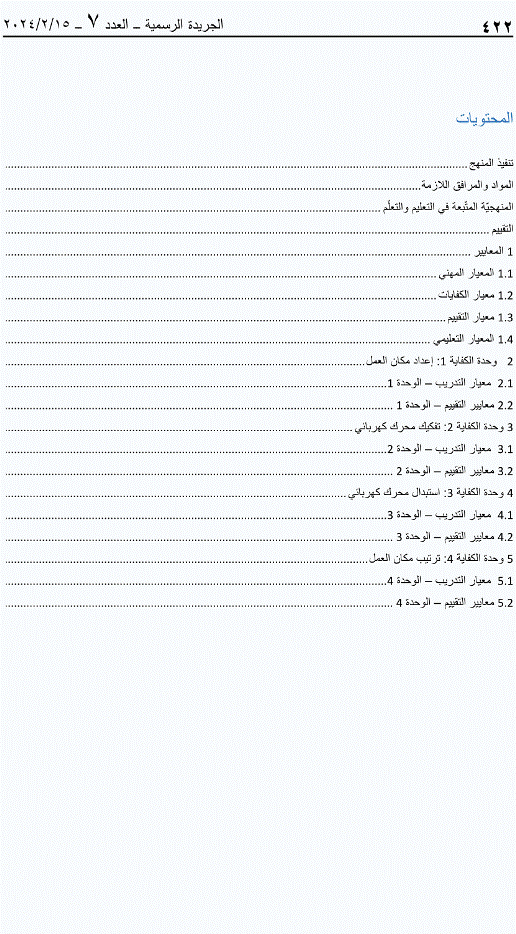 ٤٢٢ الجريدة الرسمية – العدد ٧ – ٢٠٢٤/٢/١٥
المحتويات
تنفيذ المنهج
المواد والمرافق اللازمة
المنهجيّة المتّبعة في التعليم والتعلّم
التقييم
1 المعايير
1.1 المعيار المهني
1.2 معيار الكفايات
1.3 معيار التقييم
1.4 المعيار التعليمي
2 وحدة الكفاية 1: إعداد مكان العمل
2.1 معيار التدريب – الوحدة 1
2.2 معايير التقييم – الوحدة 1
3 وحدة الكفاية 2: تفكيك محرك كهربائي
3.1 معيار التدريب – الوحدة 2
3.2 معايير التقييم – الوحدة 2
4 وحدة الكفاية 3: استبدال محرك كهربائي
4.1 معيار التدريب – الوحدة 3
4.2 معايير التقييم – الوحدة 3
5 وحدة الكفاية 4: ترتيب مكان العمل
5.1 معيار التدريب – الوحدة 4
5.2 معايير التقييم – الوحدة 4